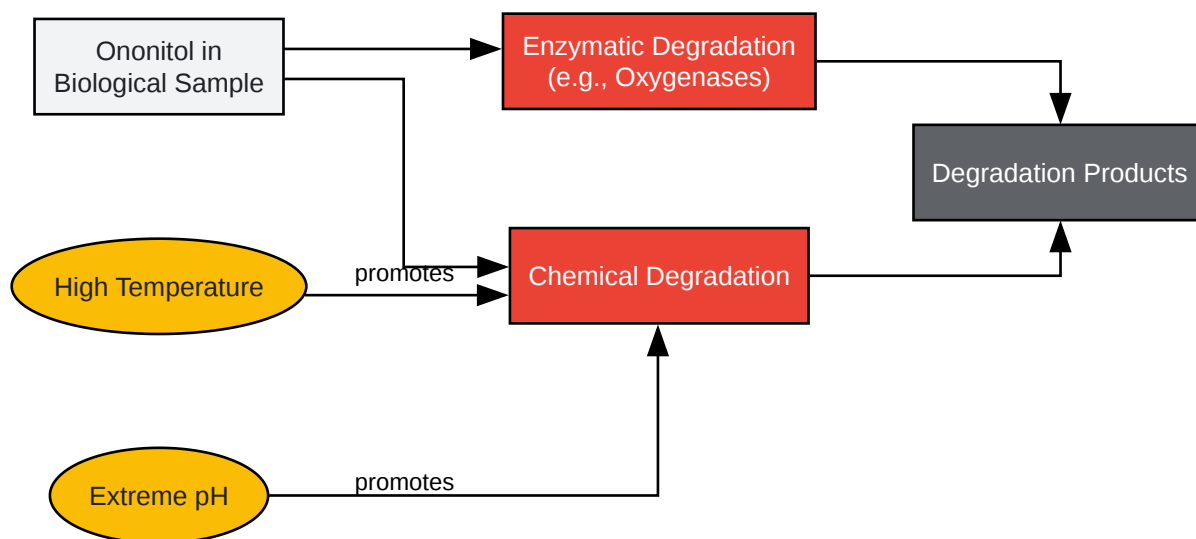 Ononitol in
Biological Sample
Enzymatic Degradation
(e.g., Oxygenases)
Degradation Products
High Temperature
promotes
Chemical Degradation
Extreme pH
promotes